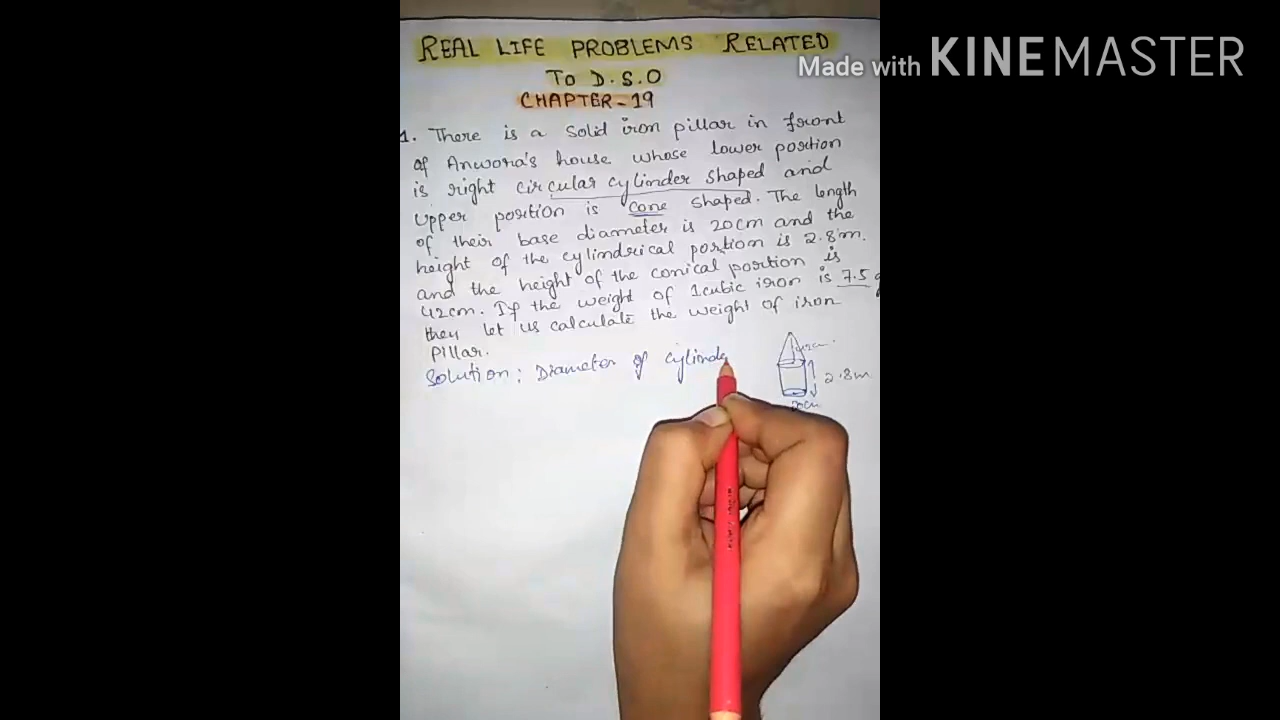 REAL LIFE PROBLEMS RELATED
TO D.S.O
CHAPTER-19
Made with KINEMASTER
1. There is a solid iron pillar in front
of Anwora's house whose lower portion
is right circular cylinder shaped and
upper portion is cone shaped. The length
of their base diameter is 20cm and the
height of the cylindrical portion is 2.8m.
and the height of the conical portion is
42cm. If the weight of 1cubic iron is 7.5 g
then let us calculate the weight of iron
pillar.
Solution: Diameter of cylinde
2.8m
20cm